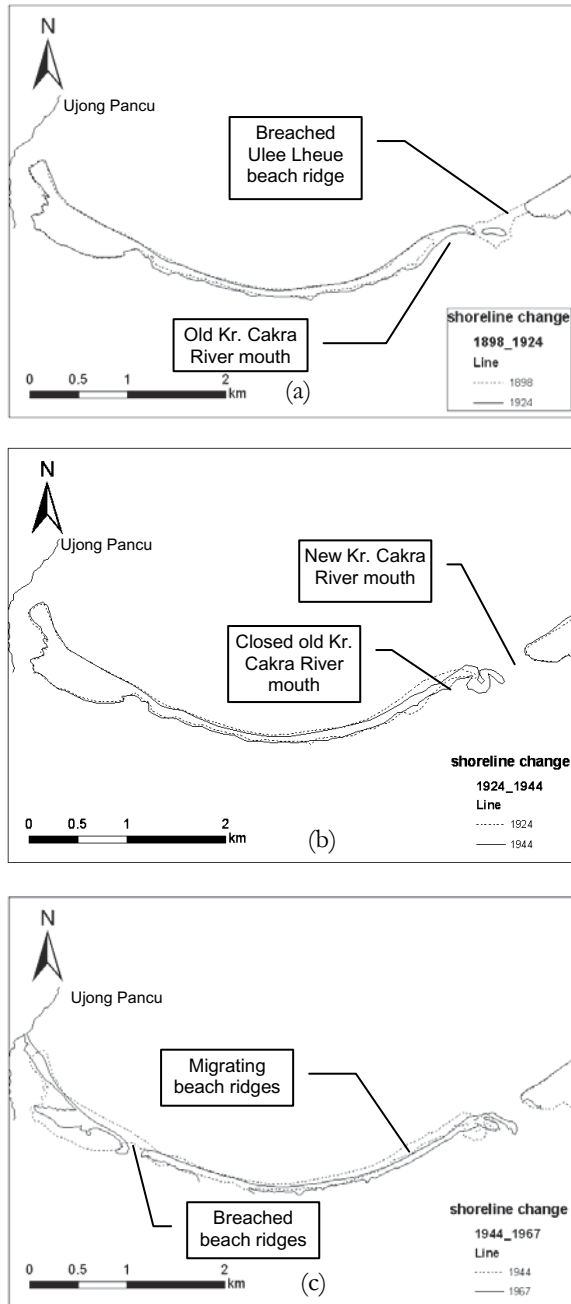 N
Ujong Pancu
Breached
Ulee Lheue
beach ridge
Old Kr. Cakra
River mouth
shoreline change
1898_1924
Line
1898
1924
0 0.5 1 2
km
(a)
N
Ujong Pancu
New Kr. Cakra
River mouth
Closed old Kr.
Cakra River
mouth
shoreline change
1924_1944
Line
1924
1944
0 0.5 1 2
km
(b)
N
Ujong Pancu
Migrating
beach ridges
Breached
beach ridges
shoreline change
1944_1967
Line
1944
1967
0 0.5 1 2
km
(c)